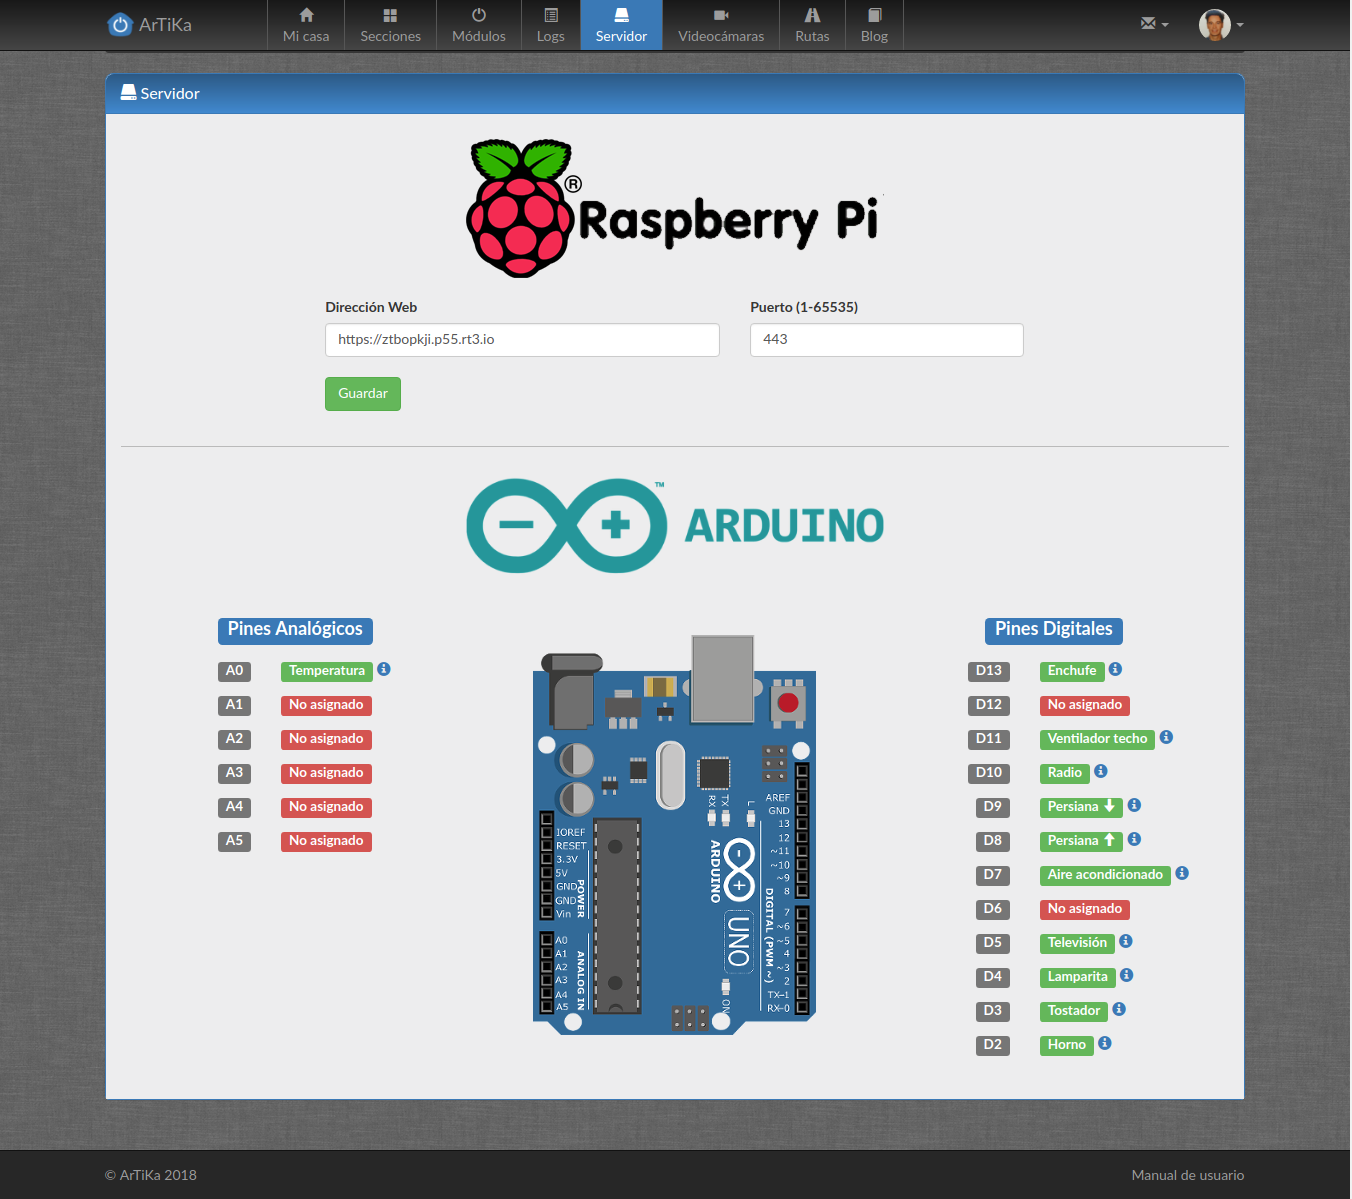 ArTiKa
Mi casa
Secciones
Módulos
Logs
Servidor
Videocámaras
Rutas
Blog
Servidor
®
Raspberry Pi
Dirección Web
Puerto (1-65535)
https://ztbopkji.p55.rt3.io
443
Guardar
™
ARDUINO
Pines Analógicos
A0 Temperatura
A1 No asignado
A2 No asignado
A3 No asignado
A4 No asignado
A5 No asignado
RX
TX
L
AREF
GND
13
12
~11
~10
~9
8
7
~6
~5
4
~3
2
TX→1
RX←0
DIGITAL (PWM ~)
ARDUINO
UNO
ON
IOREF
RESET
3.3V
5V
GND
GND
Vin
POWER
A0
A1
A2
A3
A4
A5
ANALOG IN
Pines Digitales
D13 Enchufe
D12 No asignado
D11 Ventilador techo
D10 Radio
D9 Persiana
D8 Persiana
D7 Aire acondicionado
D6 No asignado
D5 Televisión
D4 Lamparita
D3 Tostador
D2 Horno
© ArTiKa 2018
Manual de usuario